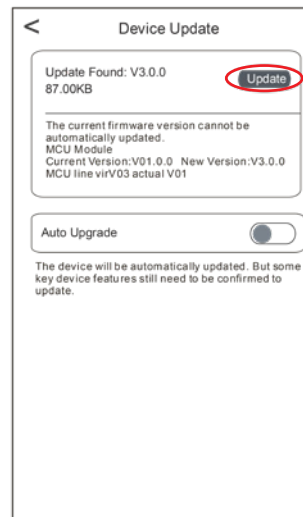 < Device Update
Update Found: V3.0.0
87.00KB
Update
The current firmware version cannot be
automatically updated.
MCU Module
Current Version:V01.0.0 New Version:V3.0.0
MCU line virV03 actual V01
Auto Upgrade
The device will be automatically updated. But some
key device features still need to be confirmed to
update.